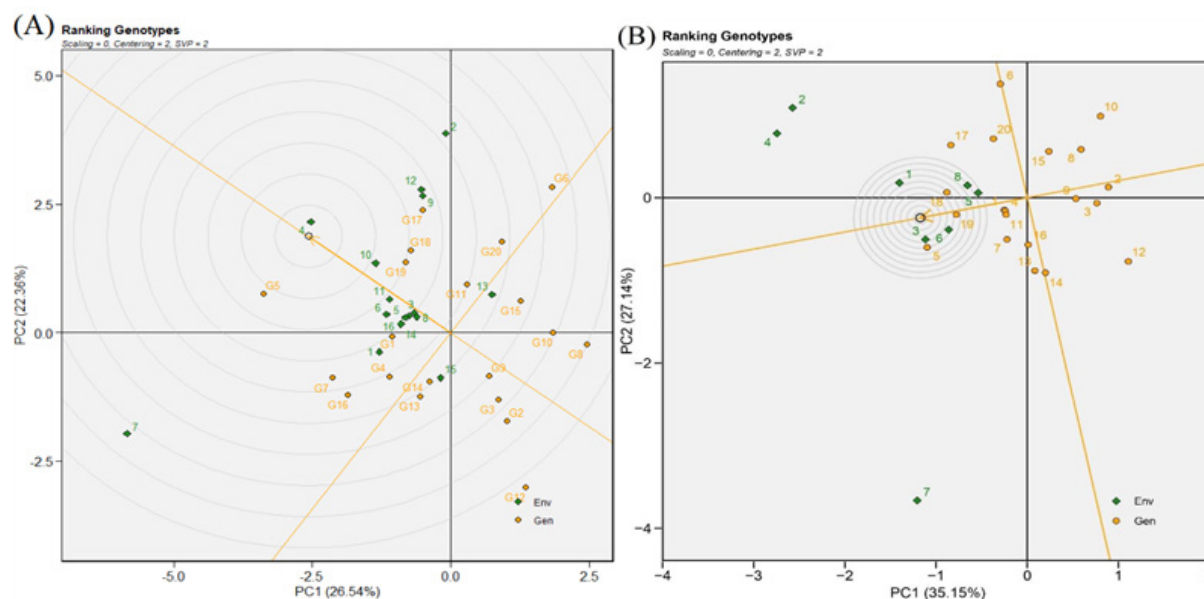 (A)
Ranking Genotypes
Scaling = 0, Centering = 2, SVP = 2
5.0
2.5
0.0
-2.5
-5.0
-2.5
0.0
2.5
PC2 (22.36%)
PC1 (26.54%)
2
12
9
G6
G17
4
G18
G20
10
G19
G11
13
G5
11
3
G15
6
5
8
16
14
G10
G1
G8
1
G4
15
G9
G7
G14
G16
G13
G3
G2
7
G12
Env
Gen
(B)
Ranking Genotypes
Scaling = 0, Centering = 2, SVP = 2
0
−2
−4
−4
−3
−2
−1
0
1
PC2 (27.14%)
PC1 (35.15%)
6
2
10
4
17
20
15
8
1
8
2
18
5
9
4
3
3
19
11
6
7
16
5
12
14
7
Env
Gen